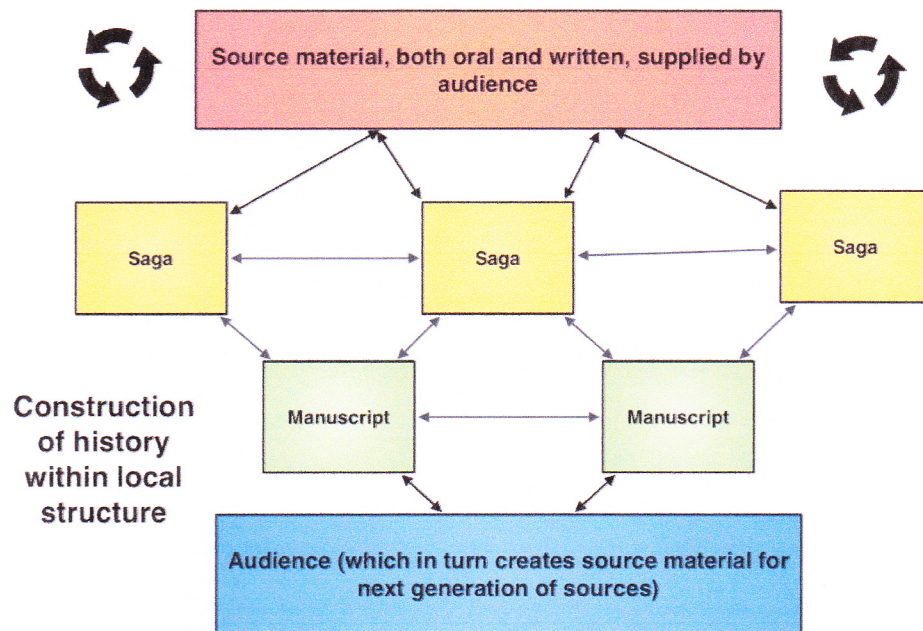 Source material, both oral and written, supplied by
audience
Saga
Saga
Saga
Manuscript
Manuscript
Construction
of history
within local
structure
Audience (which in turn creates source material for
next generation of sources)